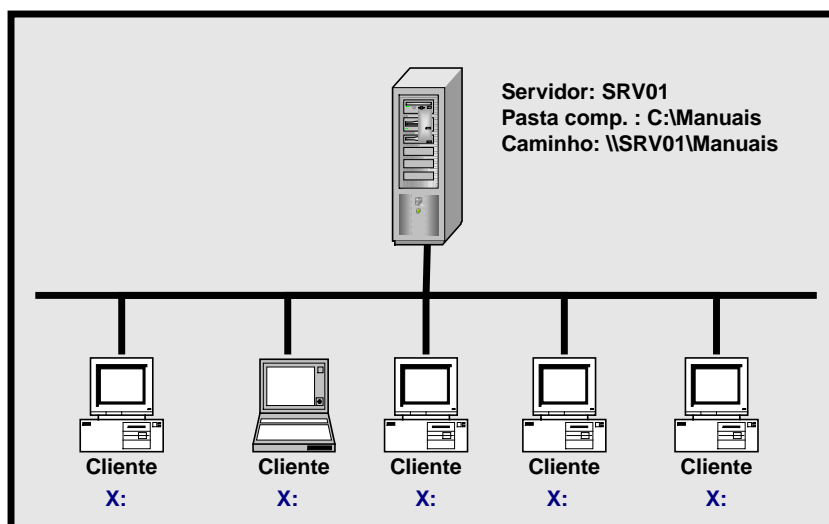 Servidor: SRV01
Pasta comp. : C:\Manuais
Caminho: \\SRV01\Manuais
Cliente
Cliente
Cliente
Cliente
Cliente
X:
X:
X:
X:
X: